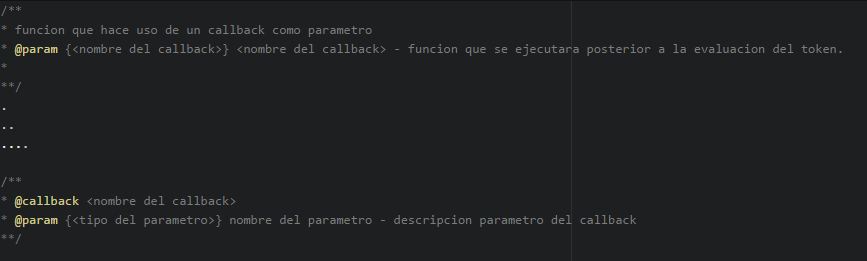 /**
* funcion que hace uso de un callback como parametro
* @param {<nombre del callback>} <nombre del callback> - funcion que se ejecutara posterior a la evaluacion del token.
*
**/
.
..
....
/**
* @callback <nombre del callback>
* @param {<tipo del parametro>} nombre del parametro - descripcion parametro del callback
**/